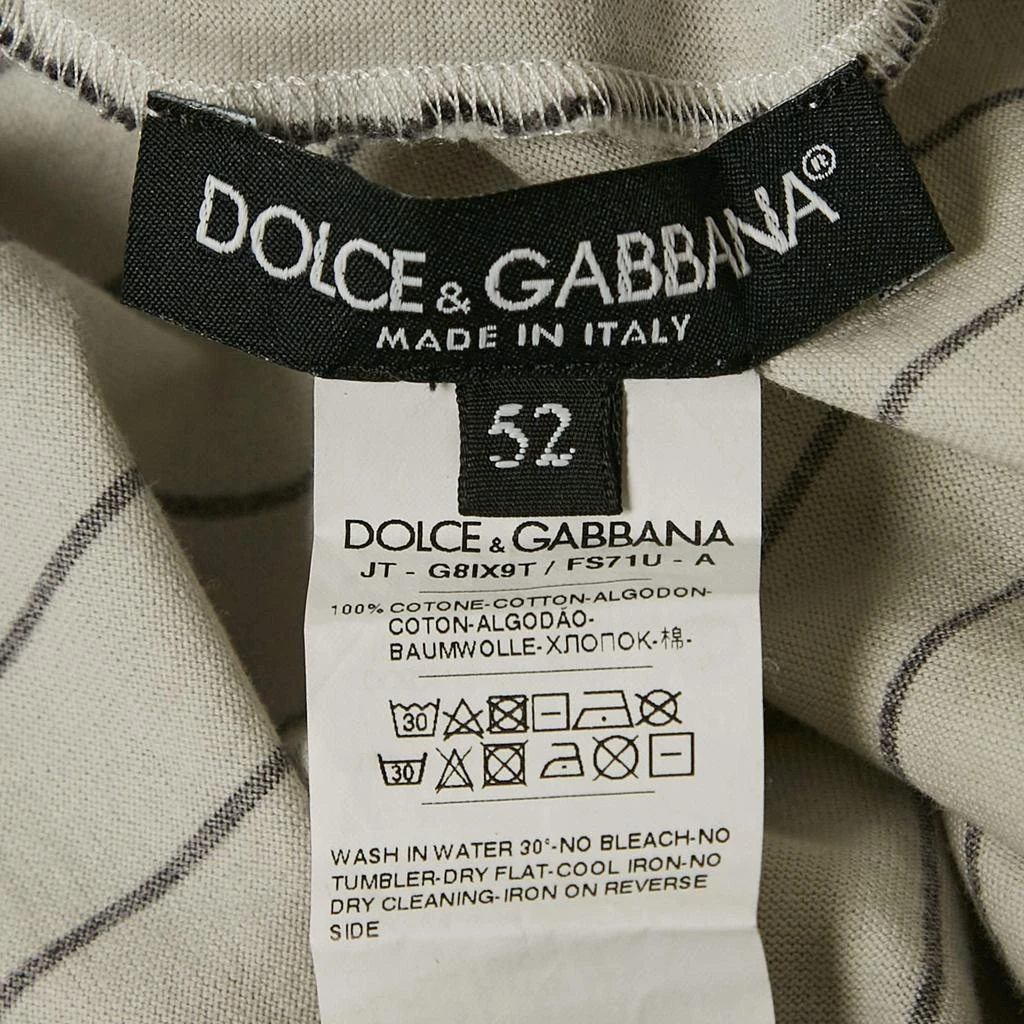 DOLCE & GABBANA®
MADE IN ITALY
52
DOLCE & GABBANA
JT - G8IX9T / FS71U - A
100% COTONE-COTTON-ALGODON-
COTON-ALGODÃO-
BAUMWOLLE-ХЛОПОК-棉-
30
30
WASH IN WATER 30°-NO BLEACH-NO
TUMBLER-DRY FLAT-COOL IRON-NO
DRY CLEANING-IRON ON REVERSE
SIDE